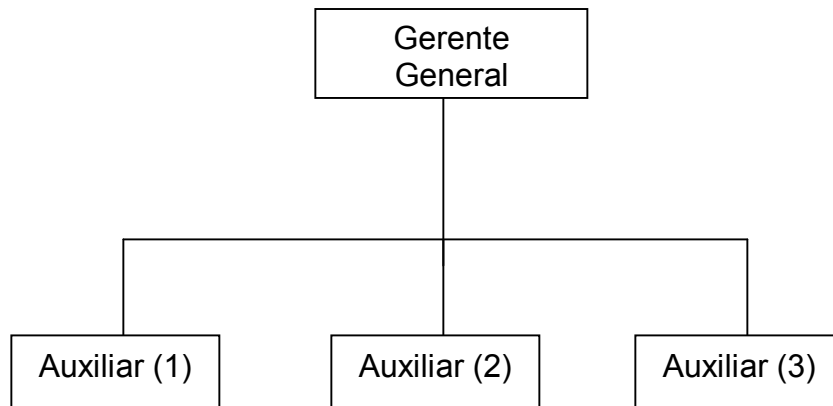 Gerente
General
Auxiliar (1)
Auxiliar (2)
Auxiliar (3)